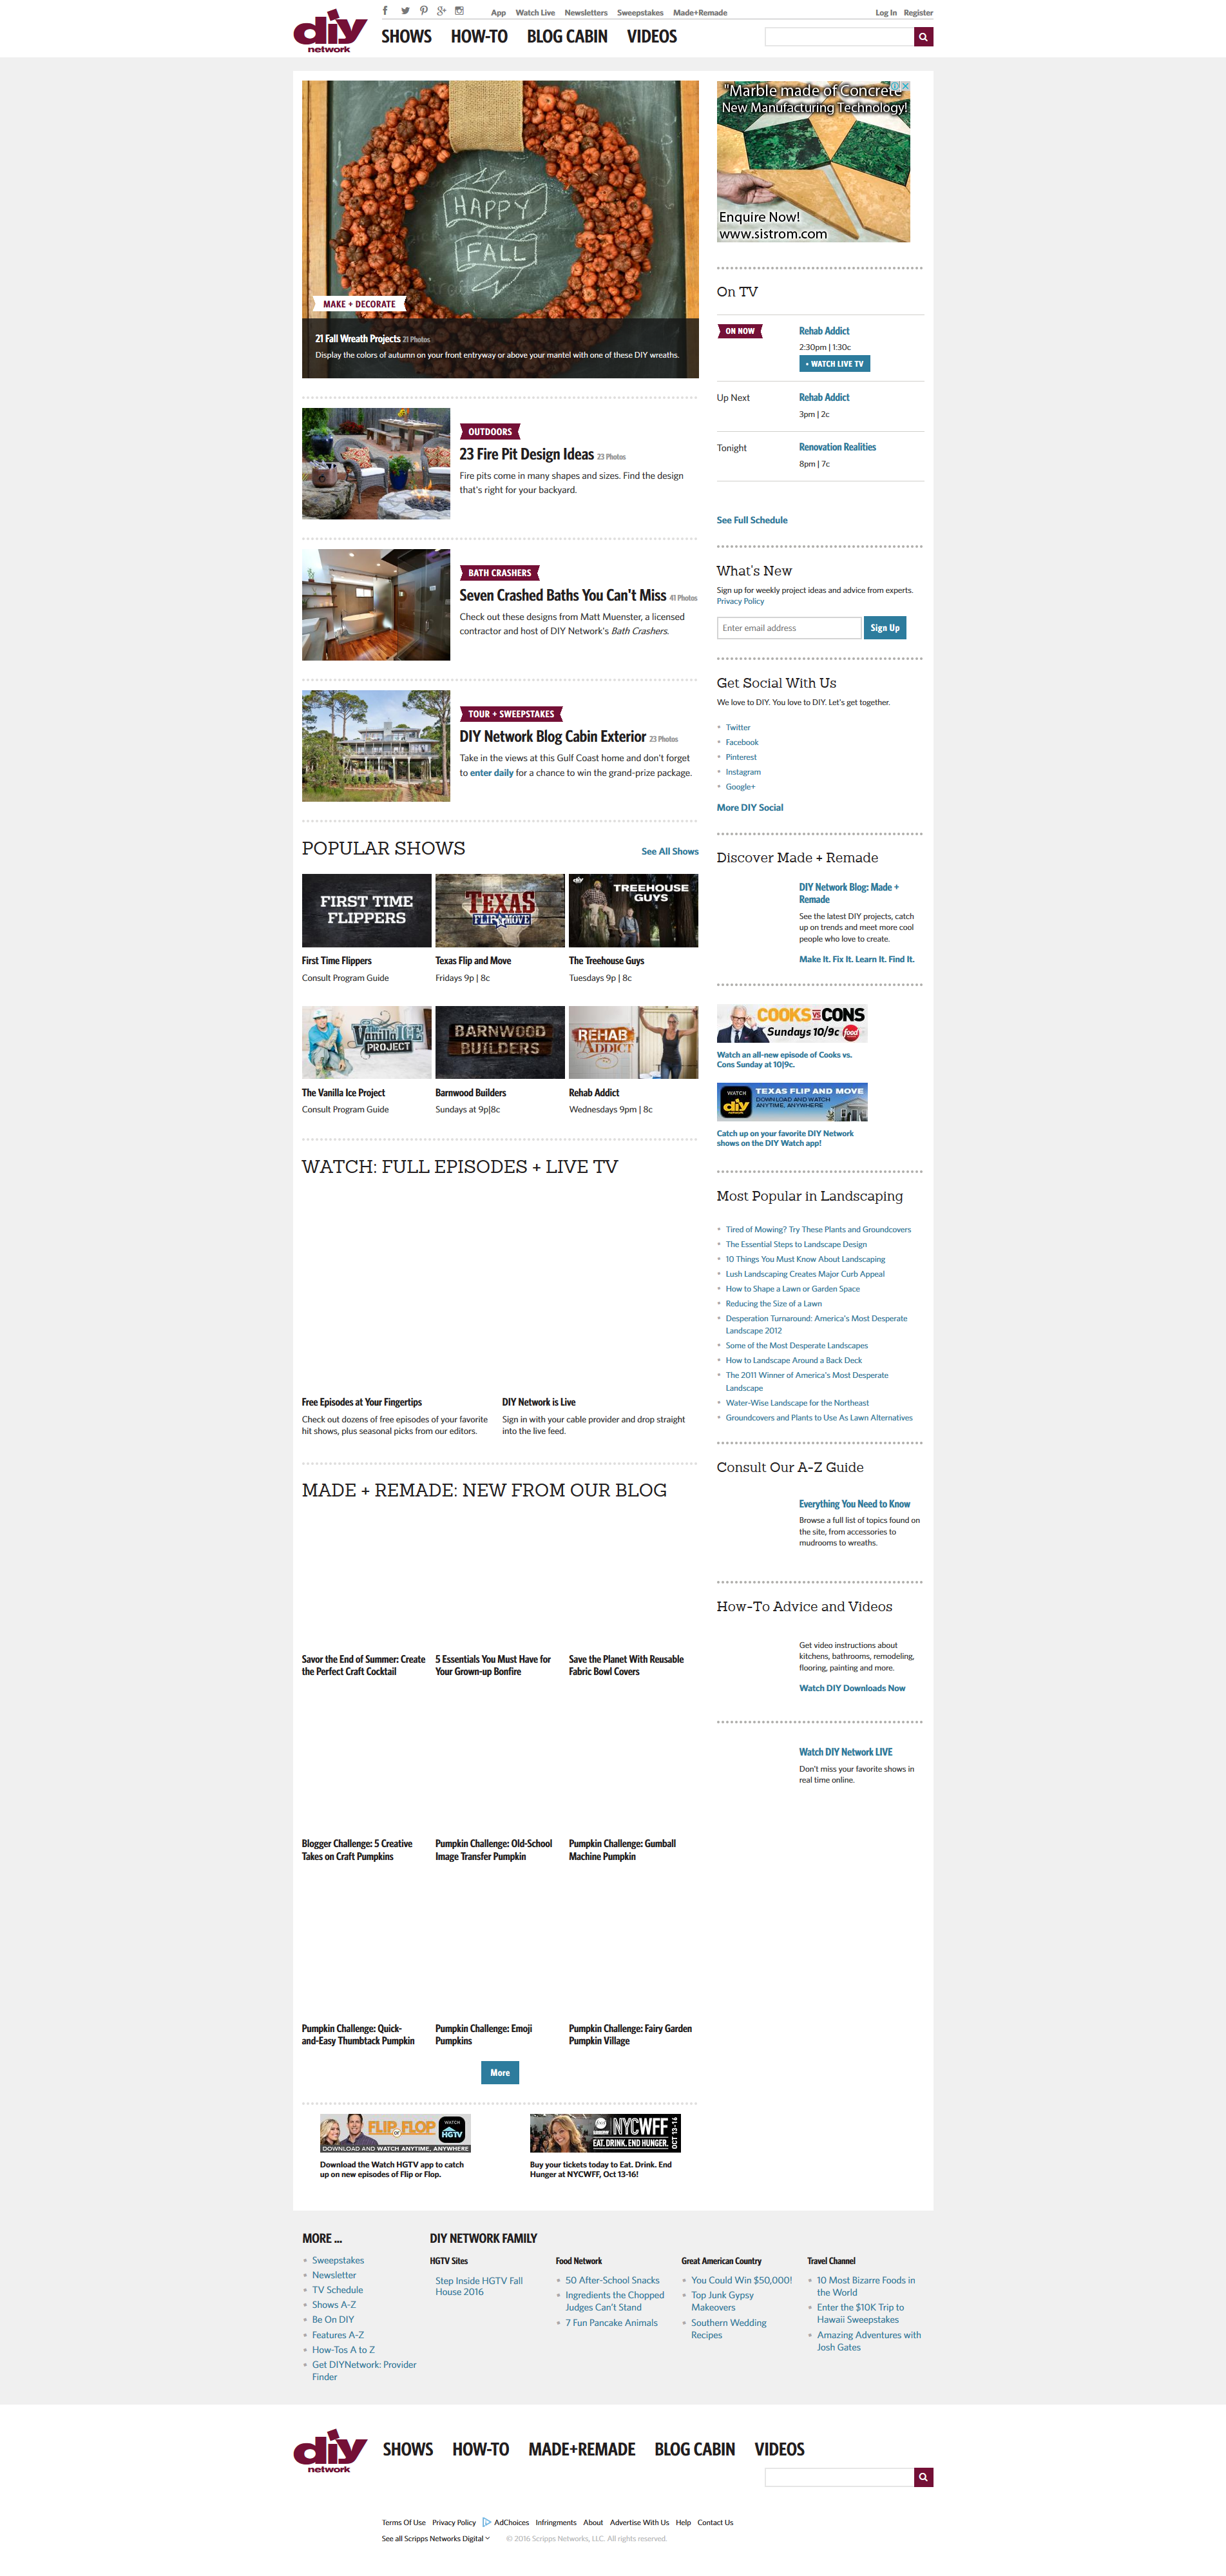 diy
network
App Watch Live Newsletters Sweepstakes Made+Remade
Log In Register
SHOWS HOW-TO BLOG CABIN VIDEOS
HAPPY
FALL
MAKE + DECORATE
21 Fall Wreath Projects 21 Photos
Display the colors of autumn on your front entryway or above your mantel with one of these DIY wreaths.
OUTDOORS
23 Fire Pit Design Ideas 23 Photos
Fire pits come in many shapes and sizes. Find the design
that's right for your backyard.
BATH CRASHERS
Seven Crashed Baths You Can't Miss 41 Photos
Check out these designs from Matt Muenster, a licensed
contractor and host of DIY Network's Bath Crashers.
TOUR + SWEEPSTAKES
DIY Network Blog Cabin Exterior 23 Photos
Take in the views at this Gulf Coast home and don't forget
to enter daily for a chance to win the grand-prize package.
POPULAR SHOWS
See All Shows
FIRST TIME
FLIPPERS
TEXAS
FLIP MOVE
diy
TREEHOUSE
GUYS
First Time Flippers
Consult Program Guide
Texas Flip and Move
Fridays 9p | 8c
The Treehouse Guys
Tuesdays 9p | 8c
The Vanilla ICE
PROJECT
BARNWOOD
BUILDERS
REHAB
ADDICT
The Vanilla Ice Project
Consult Program Guide
Barnwood Builders
Sundays at 9p|8c
Rehab Addict
Wednesdays 9pm | 8c
WATCH: FULL EPISODES + LIVE TV
Free Episodes at Your Fingertips
Check out dozens of free episodes of your favorite
hit shows, plus seasonal picks from our editors.
DIY Network is Live
Sign in with your cable provider and drop straight
into the live feed.
MADE + REMADE: NEW FROM OUR BLOG
Savor the End of Summer: Create
the Perfect Craft Cocktail
5 Essentials You Must Have for
Your Grown-up Bonfire
Save the Planet With Reusable
Fabric Bowl Covers
Blogger Challenge: 5 Creative
Takes on Craft Pumpkins
Pumpkin Challenge: Old-School
Image Transfer Pumpkin
Pumpkin Challenge: Gumball
Machine Pumpkin
Pumpkin Challenge: Quick-
and-Easy Thumbtack Pumpkin
Pumpkin Challenge: Emoji
Pumpkins
Pumpkin Challenge: Fairy Garden
Pumpkin Village
More
FLIP OR FLOP
WATCH
HGTV
DOWNLOAD AND WATCH ANYTIME, ANYWHERE
Download the Watch HGTV app to catch
up on new episodes of Flip or Flop.
NYCWFF
EAT. DRINK. END HUNGER.
OCT 13-16
Buy your tickets today to Eat. Drink. End
Hunger at NYCWFF, Oct 13-16!
"Marble made of Concrete
New Manufacturing Technology!
Enquire Now!
www.sistrom.com
On TV
ON NOW
Rehab Addict
2:30pm | 1:30c
• WATCH LIVE TV
Up Next
Rehab Addict
3pm | 2c
Tonight
Renovation Realities
8pm | 7c
See Full Schedule
What's New
Sign up for weekly project ideas and advice from experts.
Privacy Policy
Enter email address
Sign Up
Get Social With Us
We love to DIY. You love to DIY. Let's get together.
Twitter
Facebook
Pinterest
Instagram
Google+
More DIY Social
Discover Made + Remade
DIY Network Blog: Made +
Remade
See the latest DIY projects, catch
up on trends and meet more cool
people who love to create.
Make It. Fix It. Learn It. Find It.
COOKS VS CONS
Sundays 10/9c
food
Watch an all-new episode of Cooks vs.
Cons Sunday at 10|9c.
WATCH
diy
TEXAS FLIP AND MOVE
DOWNLOAD AND WATCH
ANYTIME, ANYWHERE
Catch up on your favorite DIY Network
shows on the DIY Watch app!
Most Popular in Landscaping
Tired of Mowing? Try These Plants and Groundcovers
The Essential Steps to Landscape Design
10 Things You Must Know About Landscaping
Lush Landscaping Creates Major Curb Appeal
How to Shape a Lawn or Garden Space
Reducing the Size of a Lawn
Desperation Turnaround: America's Most Desperate
Landscape 2012
Some of the Most Desperate Landscapes
How to Landscape Around a Back Deck
The 2011 Winner of America's Most Desperate
Landscape
Water-Wise Landscape for the Northeast
Groundcovers and Plants to Use As Lawn Alternatives
Consult Our A-Z Guide
Everything You Need to Know
Browse a full list of topics found on
the site, from accessories to
mudrooms to wreaths.
How-To Advice and Videos
Get video instructions about
kitchens, bathrooms, remodeling,
flooring, painting and more.
Watch DIY Downloads Now
Watch DIY Network LIVE
Don't miss your favorite shows in
real time online.
MORE ...
Sweepstakes
Newsletter
TV Schedule
Shows A-Z
Be On DIY
Features A-Z
How-Tos A to Z
Get DIYNetwork: Provider
Finder
DIY NETWORK FAMILY
HGTV Sites
Step Inside HGTV Fall
House 2016
Food Network
50 After-School Snacks
Ingredients the Chopped
Judges Can't Stand
7 Fun Pancake Animals
Great American Country
You Could Win $50,000!
Top Junk Gypsy
Makeovers
Southern Wedding
Recipes
Travel Channel
10 Most Bizarre Foods in
the World
Enter the $10K Trip to
Hawaii Sweepstakes
Amazing Adventures with
Josh Gates
diy
network
SHOWS HOW-TO MADE+REMADE BLOG CABIN VIDEOS
Terms Of Use Privacy Policy AdChoices Infringments About Advertise With Us Help Contact Us
See all Scripps Networks Digital
© 2016 Scripps Networks, LLC. All rights reserved.